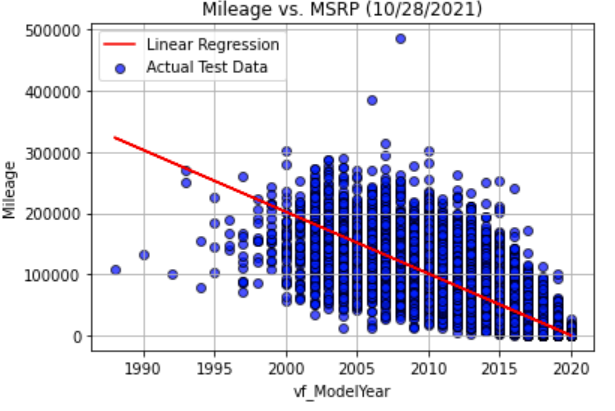 Mileage vs. MSRP (10/28/2021)
500000
Linear Regression
Actual Test Data
400000
300000
Mileage
200000
100000
0
1990 1995 2000 2005 2010 2015 2020
vf_ModelYear